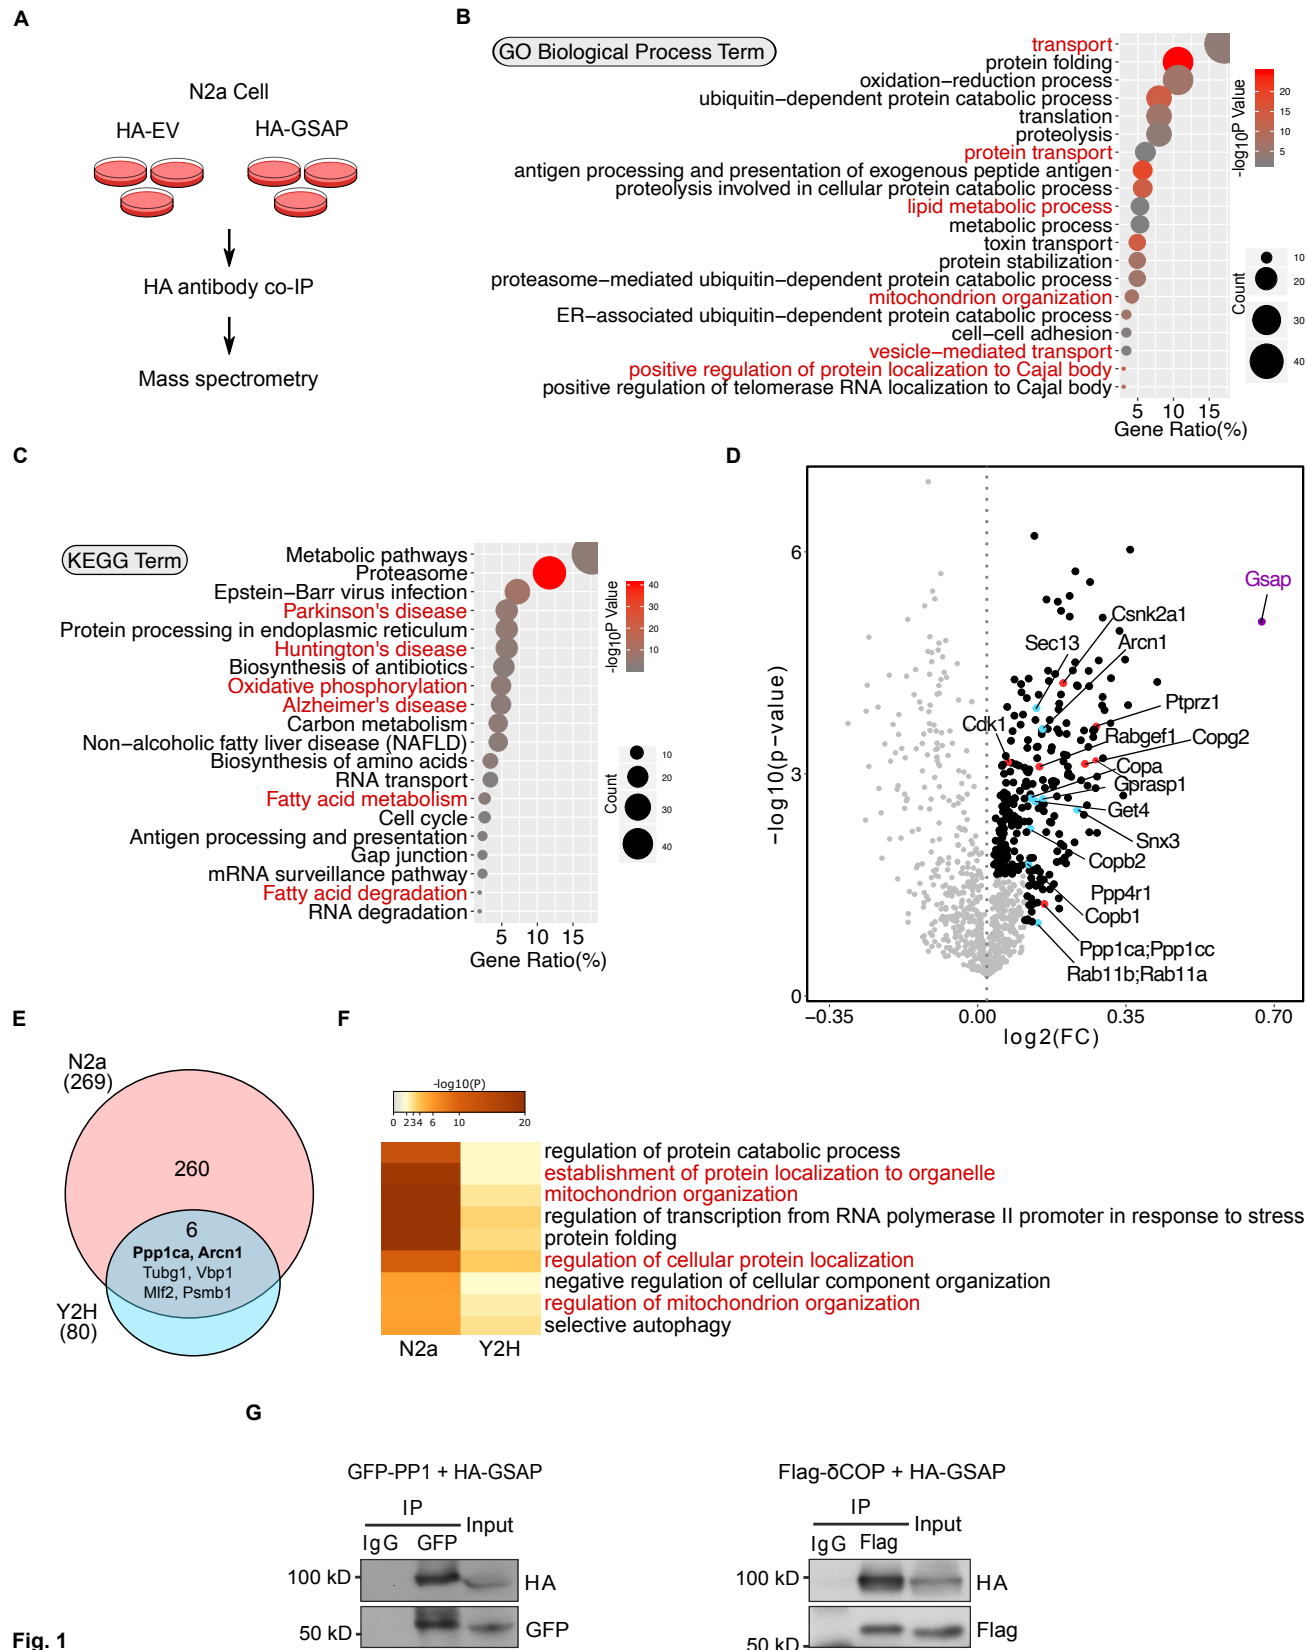 A
N2a Cell
HA-EV
HA-GSAP
HA antibody co-IP
Mass spectrometry
B
GO Biological Process Term
transport
protein folding
oxidation−reduction process
ubiquitin−dependent protein catabolic process
translation
proteolysis
protein transport
antigen processing and presentation of exogenous peptide antigen
proteolysis involved in cellular protein catabolic process
lipid metabolic process
metabolic process
toxin transport
protein stabilization
proteasome−mediated ubiquitin−dependent protein catabolic process
mitochondrion organization
ER−associated ubiquitin−dependent protein catabolic process
cell−cell adhesion
vesicle−mediated transport
positive regulation of protein localization to Cajal body
positive regulation of telomerase RNA localization to Cajal body
5 10 15
Gene Ratio(%)
-log10P Value
20
15
10
5
Count
10
20
30
40
C
KEGG Term
Metabolic pathways
Proteasome
Epstein−Barr virus infection
Parkinson's disease
Protein processing in endoplasmic reticulum
Huntington's disease
Biosynthesis of antibiotics
Oxidative phosphorylation
Alzheimer's disease
Carbon metabolism
Non−alcoholic fatty liver disease (NAFLD)
Biosynthesis of amino acids
RNA transport
Fatty acid metabolism
Cell cycle
Antigen processing and presentation
Gap junction
mRNA surveillance pathway
Fatty acid degradation
RNA degradation
5 10 15
Gene Ratio(%)
-log10P Value
40
30
20
10
Count
10
20
30
40
D
−log10(p−value)
6
3
0
Gsap
Csnk2a1
Sec13
Arcn1
Ptprz1
Cdk1
Rabgef1
Copg2
Copa
Gprasp1
Get4
Snx3
Copb2
Ppp4r1
Copb1
Ppp1ca;Ppp1cc
Rab11b;Rab11a
−0.35 0.00 0.35 0.70
log2(FC)
E
N2a
(269)
260
6
Ppp1ca, Arcn1
Tubg1, Vbp1
Mlf2, Psmb1
Y2H
(80)
F
-log10(P)
0 2 3 4 6 10 20
regulation of protein catabolic process
establishment of protein localization to organelle
mitochondrion organization
regulation of transcription from RNA polymerase II promoter in response to stress
protein folding
regulation of cellular protein localization
negative regulation of cellular component organization
regulation of mitochondrion organization
selective autophagy
N2a Y2H
G
GFP-PP1 + HA-GSAP
IP
Input
IgG GFP
100 kD
HA
50 kD
GFP
Flag-δCOP + HA-GSAP
IP
Input
IgG Flag
100 kD
HA
50 kD
Flag
Fig. 1